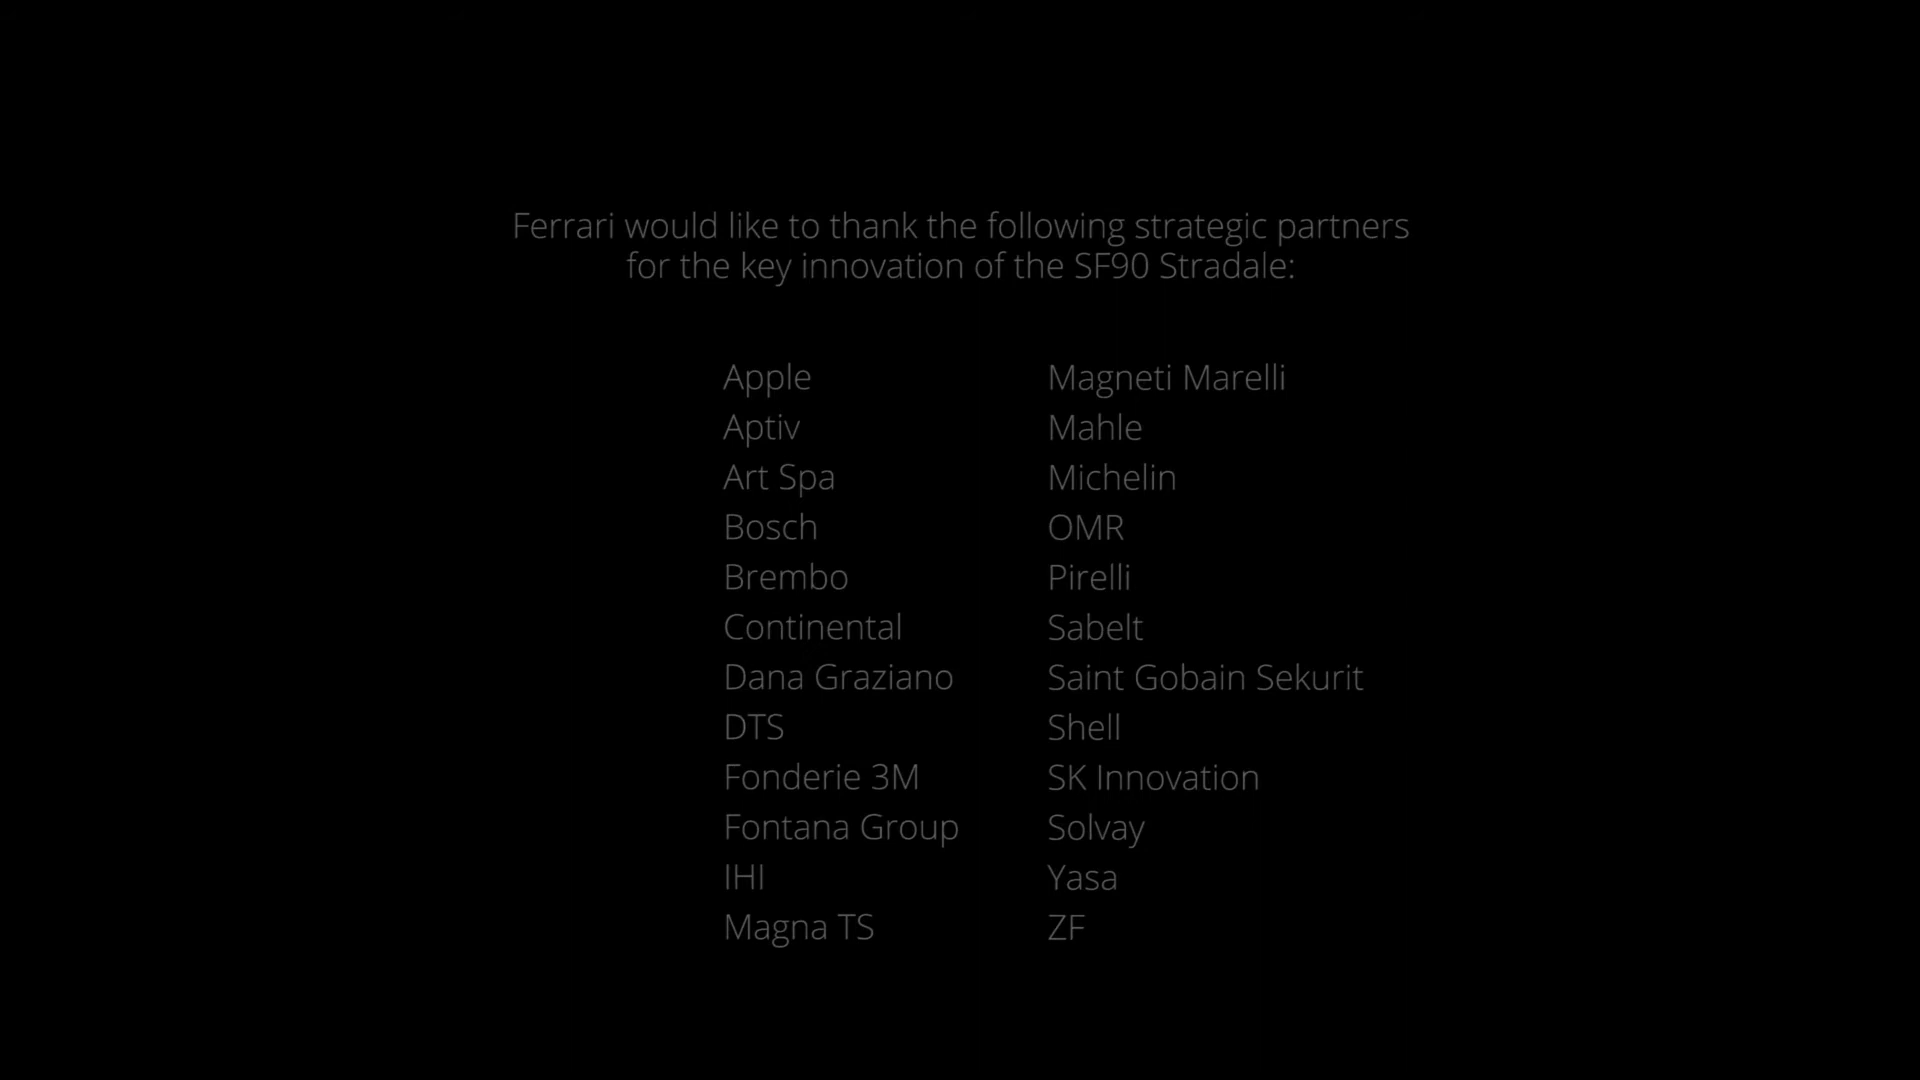 Ferrari would like to thank the following strategic partners
for the key innovation of the SF90 Stradale:
Apple
Aptiv
Art Spa
Bosch
Brembo
Continental
Dana Graziano
DTS
Fonderie 3M
Fontana Group
IHI
Magna TS
Magneti Marelli
Mahle
Michelin
OMR
Pirelli
Sabelt
Saint Gobain Sekurit
Shell
SK Innovation
Solvay
Yasa
ZF